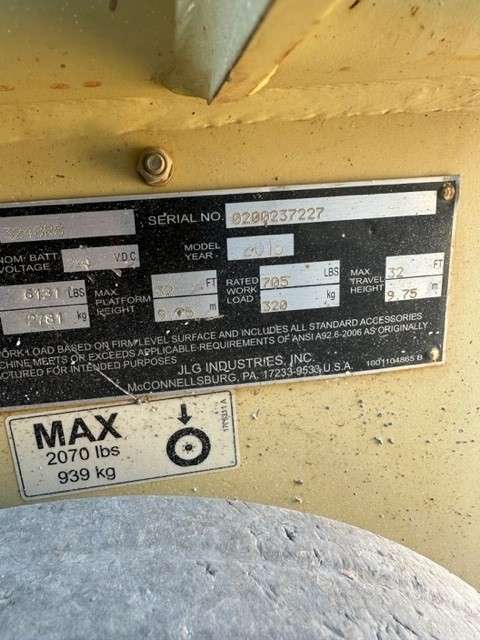 3246ES SERIAL NO. 0200237227
NOM. BATT. VOLTAGE V.D.C MODEL YEAR
6131 LBS MAX. PLATFORM HEIGHT 32 FT RATED WORK LOAD 705 LBS MAX. TRAVEL HEIGHT 32 FT
2781 kg 9.75 m 320 kg 9.75 m
WORK LOAD BASED ON FIRM LEVEL SURFACE AND INCLUDES ALL STANDARD ACCESSORIES
CHINE MEETS OR EXCEEDS APPLICABLE REQUIREMENTS OF ANSI A92.6-2006 AS ORIGINALLY
ACTURED FOR INTENDED PURPOSES
JLG INDUSTRIES, INC.
McCONNELLSBURG, PA. 17233-9533 U.S.A. 1001104865 B
MAX
2070 lbs
939 kg